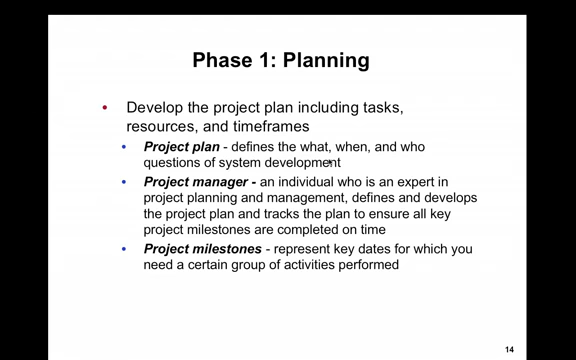 Phase 1: Planning
• Develop the project plan including tasks,
resources, and timeframes
• Project plan - defines the what, when, and who
questions of system development
• Project manager - an individual who is an expert in
project planning and management, defines and develops
the project plan and tracks the plan to ensure all key
project milestones are completed on time
• Project milestones - represent key dates for which you
need a certain group of activities performed
14